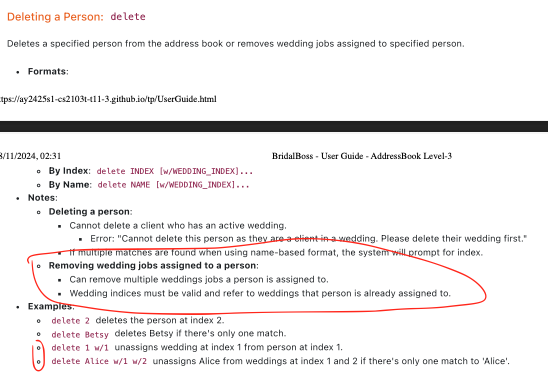 Deleting a Person: delete
Deletes a specified person from the address book or removes wedding jobs assigned to specified person.
• Formats:
ttps://ay2425s1-cs2103t-t11-3.github.io/tp/UserGuide.html
8/11/2024, 02:31 BridalBoss - User Guide - AddressBook Level-3
◦ By Index: delete INDEX [w/WEDDING_INDEX]...
◦ By Name: delete NAME [w/WEDDING_INDEX]...
• Notes:
◦ Deleting a person:
▪ Cannot delete a client who has an active wedding.
▪ Error: "Cannot delete this person as they are a client in a wedding. Please delete their wedding first."
▪ If multiple matches are found when using name-based format, the system will prompt for index.
◦ Removing wedding jobs assigned to a person:
▪ Can remove multiple weddings jobs a person is assigned to.
▪ Wedding indices must be valid and refer to weddings that person is already assigned to.
• Examples:
◦ delete 2 deletes the person at index 2.
◦ delete Betsy deletes Betsy if there's only one match.
◦ delete 1 w/1 unassigns wedding at index 1 from person at index 1.
◦ delete Alice w/1 w/2 unassigns Alice from weddings at index 1 and 2 if there's only one match to 'Alice'.